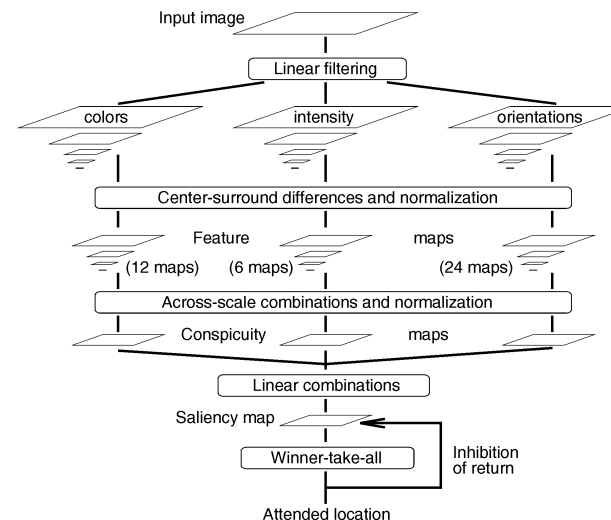 Input image
Linear filtering
colors intensity orientations
Center-surround differences and normalization
Feature maps
(12 maps) (6 maps) (24 maps)
Across-scale combinations and normalization
Conspicuity maps
Linear combinations
Saliency map
Winner-take-all
Inhibition
of return
Attended location